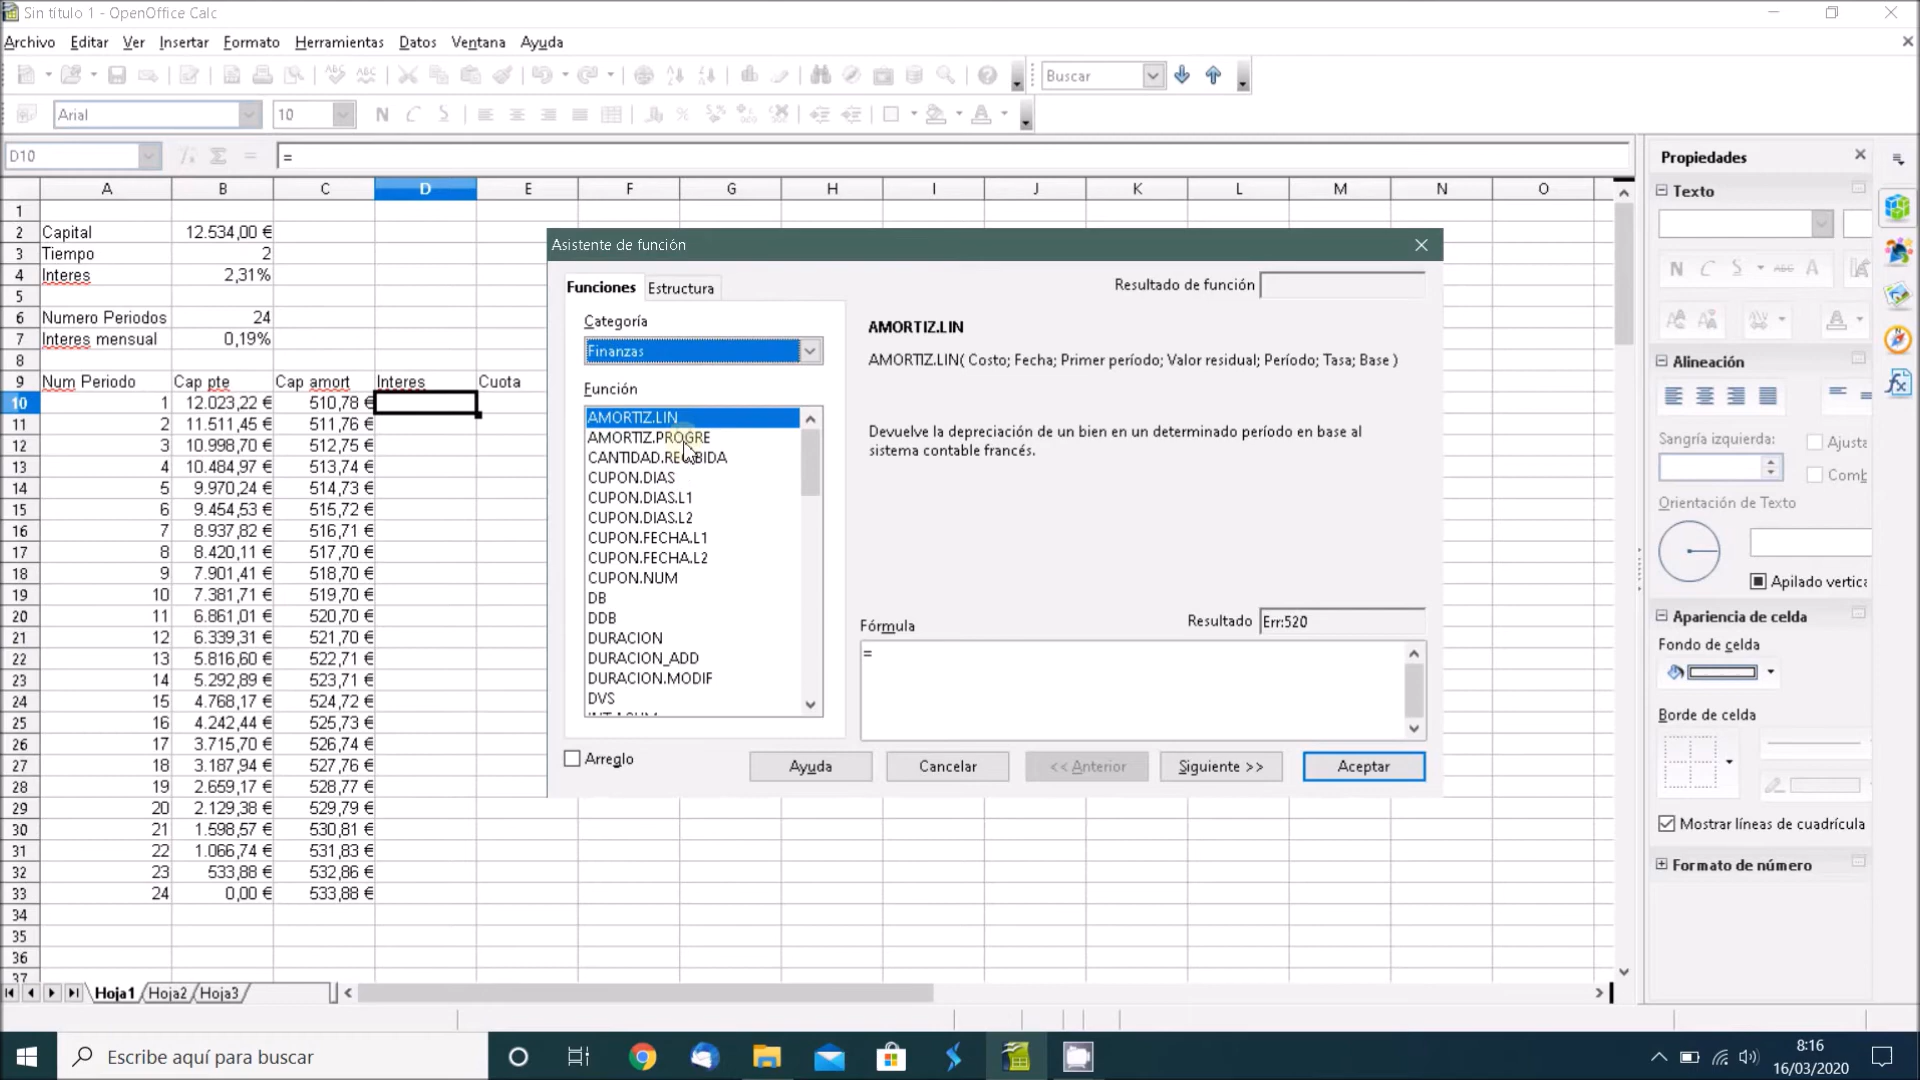 Sin título 1 - OpenOffice Calc
Archivo Editar Ver Insertar Formato Herramientas Datos Ventana Ayuda
Buscar
Arial 10 N
D10 =
Propiedades
A B C D E F G H I J K L M N O
Texto
1
2 Capital 12.534,00 €
3 Tiempo 2
4 Interes 2,31%
5
6 Numero Periodos 24
7 Interes mensual 0,19%
8
9 Num Periodo Cap pte Cap amort Interes Cuota
10 1 12.023,22 € 510,78 €
11 2 11.511,45 € 511,76 €
12 3 10.998,70 € 512,75 €
13 4 10.484,97 € 513,74 €
14 5 9.970,24 € 514,73 €
15 6 9.454,53 € 515,72 €
16 7 8.937,82 € 516,71 €
17 8 8.420,11 € 517,70 €
18 9 7.901,41 € 518,70 €
19 10 7.381,71 € 519,70 €
20 11 6.861,01 € 520,70 €
21 12 6.339,31 € 521,70 €
22 13 5.816,60 € 522,71 €
23 14 5.292,89 € 523,71 €
24 15 4.768,17 € 524,72 €
25 16 4.242,44 € 525,73 €
26 17 3.715,70 € 526,74 €
27 18 3.187,94 € 527,76 €
28 19 2.659,17 € 528,77 €
29 20 2.129,38 € 529,79 €
30 21 1.598,57 € 530,81 €
31 22 1.066,74 € 531,83 €
32 23 533,88 € 532,86 €
33 24 0,00 € 533,88 €
34
35
36
37
Asistente de función
Funciones Estructura
Resultado de función
Categoría
Finanzas
Función
AMORTIZ.LIN
AMORTIZ.PROGRE
CANTIDAD.RECIBIDA
CUPON.DIAS
CUPON.DIAS.L1
CUPON.DIAS.L2
CUPON.FECHA.L1
CUPON.FECHA.L2
CUPON.NUM
DB
DDB
DURACION
DURACION_ADD
DURACION.MODIF
DVS
AMORTIZ.LIN
AMORTIZ.LIN( Costo; Fecha; Primer período; Valor residual; Período; Tasa; Base )
Devuelve la depreciación de un bien en un determinado período en base al
sistema contable francés.
Fórmula
Resultado Err:520
=
Arreglo
Ayuda Cancelar << Anterior Siguiente >> Aceptar
N
Alineación
Sangría izquierda:
Ajusta
Comb
Orientación de Texto
Apilado vertica
Apariencia de celda
Fondo de celda
Borde de celda
Mostrar líneas de cuadrícula
Formato de número
Hoja1 Hoja2 Hoja3
Escribe aquí para buscar
8:16
16/03/2020